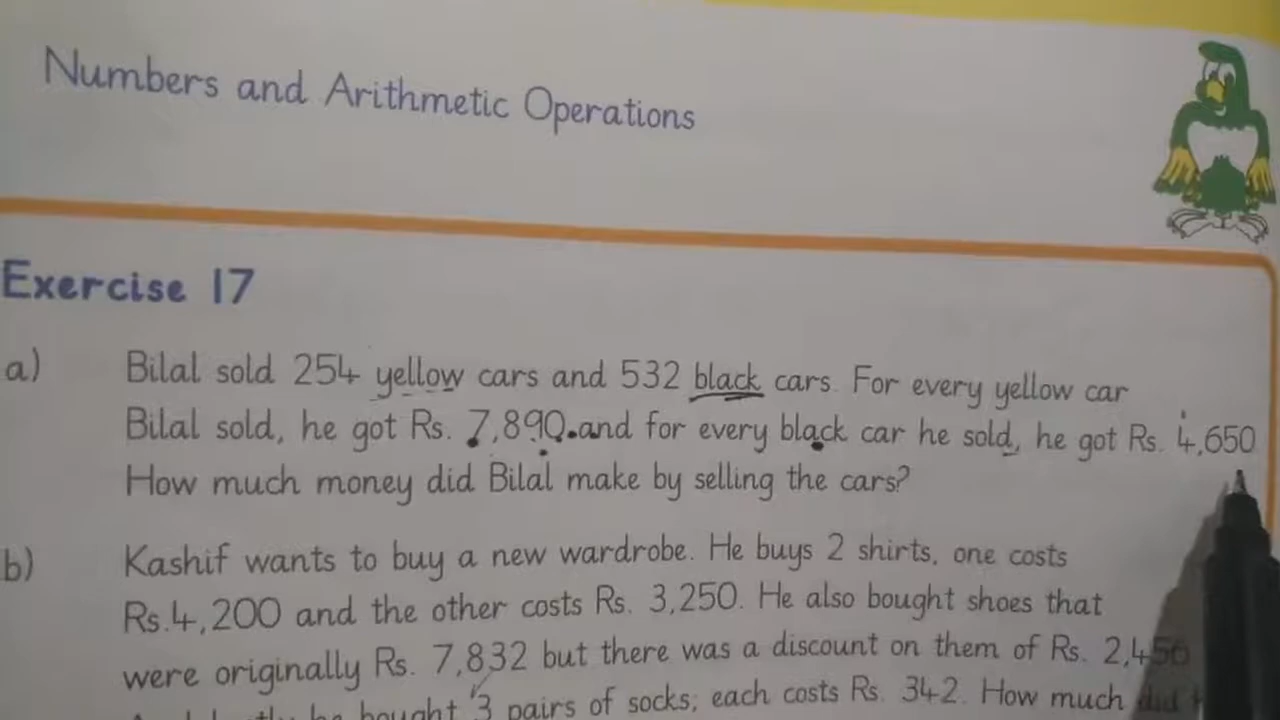 Numbers and Arithmetic Operations
Exercise 17
a) Bilal sold 254 yellow cars and 532 black cars. For every yellow car
Bilal sold, he got Rs. 7,890 and for every black car he sold, he got Rs. 4,650
How much money did Bilal make by selling the cars?
b) Kashif wants to buy a new wardrobe. He buys 2 shirts, one costs
Rs.4,200 and the other costs Rs. 3,250. He also bought shoes that
were originally Rs. 7,832 but there was a discount on them of Rs. 2,456
he bought 3 pairs of socks; each costs Rs. 342. How much did